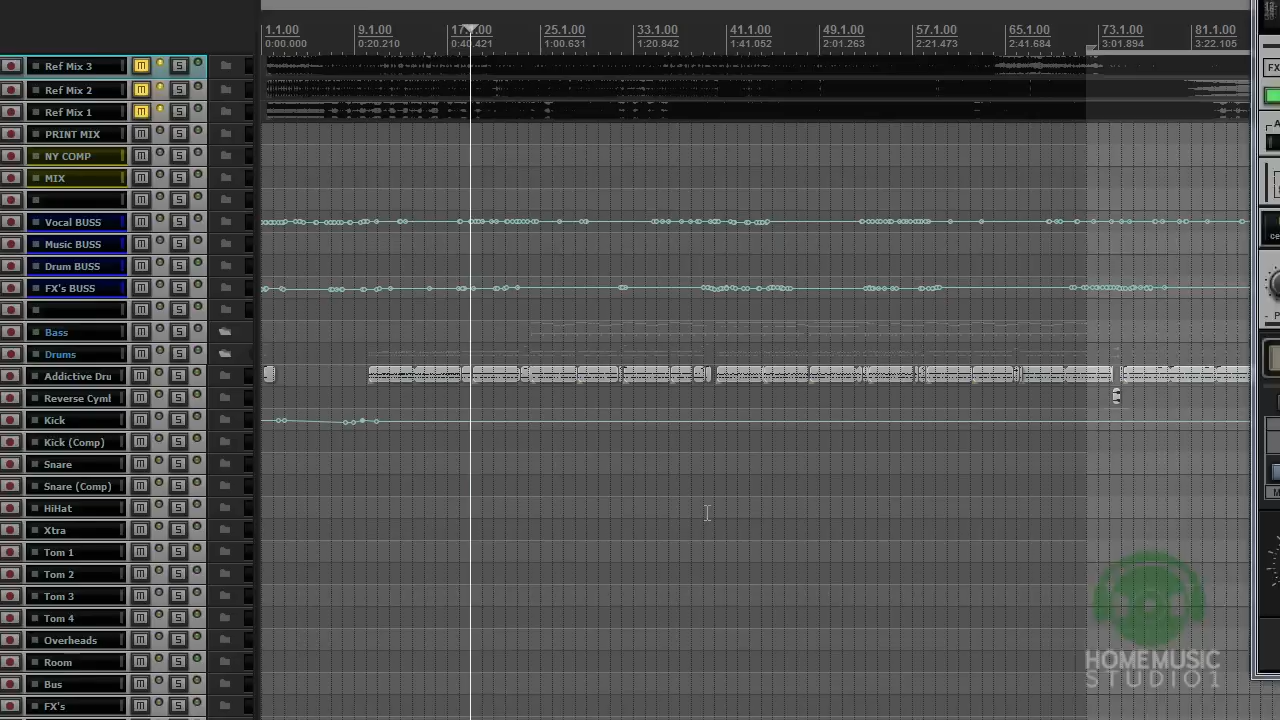 1.1.00 9.1.00 17.1.00 25.1.00 33.1.00 41.1.00 49.1.00 57.1.00 65.1.00 73.1.00 81.1.00
0:00.000 0:20.210 0:40.421 1:00.631 1:20.842 1:41.052 2:01.263 2:21.473 2:41.684 3:01.894 3:22.105
Ref Mix 3 M S
FX
Ref Mix 2 M S
Ref Mix 1 M S
PRINT MIX M S
NY COMP M S
MIX M S
M S
Vocal BUSS M S
Music BUSS M S
Drum BUSS M S
FX's BUSS M S
M S
Bass M S
Drums M S
Addictive Dru M S
Reverse Cyml M S
Kick M S
Kick (Comp) M S
Snare M S
Snare (Comp) M S
HiHat M S
Xtra M S
Tom 1 M S
Tom 2 M S
Tom 3 M S
Tom 4 M S
Overheads M S
Room M S
Bus M S
FX's M S
HOMEMUSIC
STUDIO1